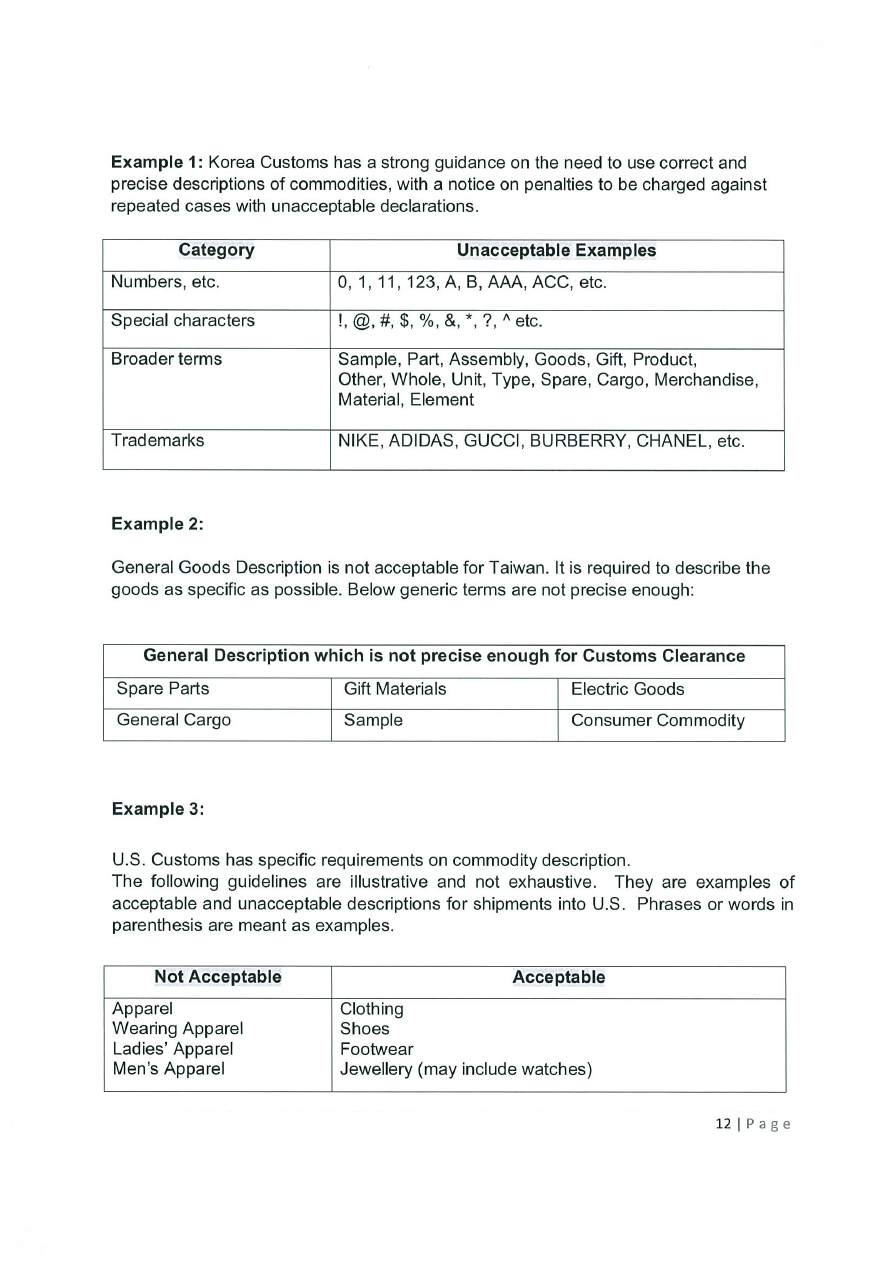 Example 1: Korea Customs has a strong guidance on the need to use correct and
precise descriptions of commodities, with a notice on penalties to be charged against
repeated cases with unacceptable declarations.
Category Unacceptable Examples
Numbers, etc. 0, 1, 11, 123, A, B, AAA, ACC, etc.
Special characters !, @, #, $, %, &, *, ?, ^ etc.
Broader terms Sample, Part, Assembly, Goods, Gift, Product,
Other, Whole, Unit, Type, Spare, Cargo, Merchandise,
Material, Element
Trademarks NIKE, ADIDAS, GUCCI, BURBERRY, CHANEL, etc.
Example 2:
General Goods Description is not acceptable for Taiwan. It is required to describe the
goods as specific as possible. Below generic terms are not precise enough:
General Description which is not precise enough for Customs Clearance
Spare Parts Gift Materials Electric Goods
General Cargo Sample Consumer Commodity
Example 3:
U.S. Customs has specific requirements on commodity description.
The following guidelines are illustrative and not exhaustive. They are examples of
acceptable and unacceptable descriptions for shipments into U.S. Phrases or words in
parenthesis are meant as examples.
Not Acceptable Acceptable
Apparel Clothing
Wearing Apparel Shoes
Ladies' Apparel Footwear
Men's Apparel Jewellery (may include watches)
12 | Page